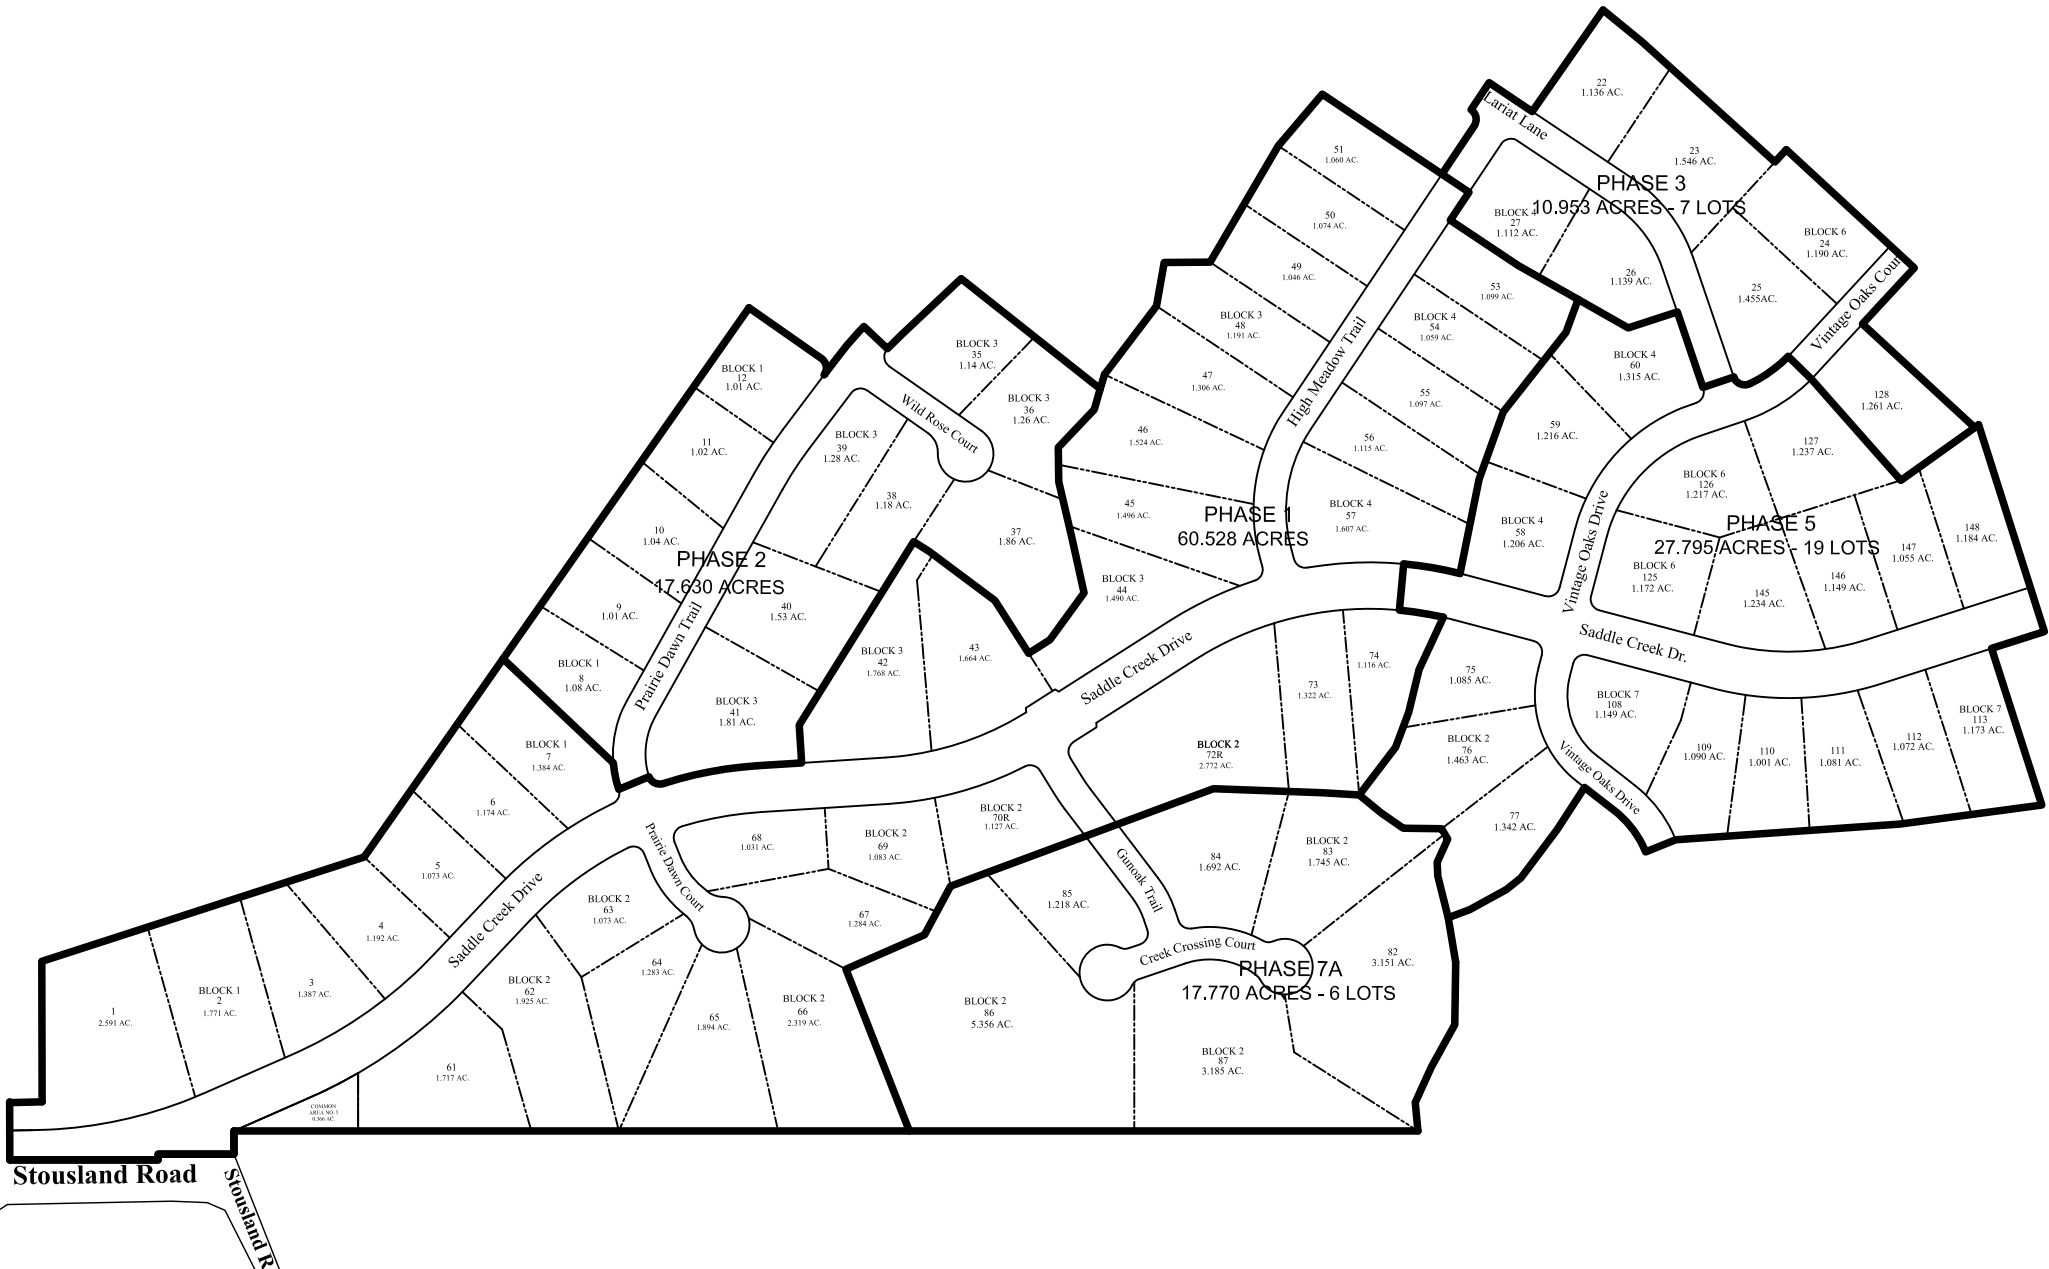 22
1.136 AC.
Lariat Lane
23
1.546 AC.
PHASE 3
10.953 ACRES - 7 LOTS
BLOCK 4
27
1.112 AC.
26
1.139 AC.
25
1.455AC.
BLOCK 6
24
1.190 AC.
Vintage Oaks Cour
51
1.060 AC.
50
1.074 AC.
49
1.046 AC.
BLOCK 3
48
1.191 AC.
47
1.306 AC.
46
1.524 AC.
45
1.496 AC.
BLOCK 3
44
1.490 AC.
High Meadow Trail
53
1.099 AC.
BLOCK 4
54
1.059 AC.
55
1.097 AC.
56
1.115 AC.
BLOCK 4
57
1.607 AC.
PHASE 1
60.528 ACRES
BLOCK 4
60
1.315 AC.
59
1.216 AC.
BLOCK 4
58
1.206 AC.
Vintage Oaks Drive
128
1.261 AC.
127
1.237 AC.
BLOCK 6
126
1.217 AC.
PHASE 5
27.795 ACRES - 19 LOTS
BLOCK 6
125
1.172 AC.
145
1.234 AC.
146
1.149 AC.
147
1.055 AC.
148
1.184 AC.
Saddle Creek Dr.
BLOCK 1
12
1.01 AC.
11
1.02 AC.
10
1.04 AC.
9
1.01 AC.
BLOCK 1
8
1.08 AC.
PHASE 2
17.630 ACRES
Prairie Dawn Trail
BLOCK 3
35
1.14 AC.
BLOCK 3
36
1.26 AC.
Wild Rose Court
BLOCK 3
39
1.28 AC.
38
1.18 AC.
37
1.86 AC.
40
1.53 AC.
BLOCK 3
41
1.81 AC.
BLOCK 3
42
1.768 AC.
43
1.664 AC.
Saddle Creek Drive
73
1.322 AC.
74
1.116 AC.
BLOCK 2
72R
2.772 AC.
75
1.085 AC.
BLOCK 2
76
1.463 AC.
77
1.342 AC.
Vintage Oaks Drive
BLOCK 7
108
1.149 AC.
109
1.090 AC.
110
1.001 AC.
111
1.081 AC.
112
1.072 AC.
BLOCK 7
113
1.173 AC.
BLOCK 1
7
1.384 AC.
6
1.174 AC.
5
1.073 AC.
4
1.192 AC.
3
1.387 AC.
BLOCK 1
2
1.771 AC.
1
2.591 AC.
Saddle Creek Drive
Prairie Dawn Court
68
1.031 AC.
BLOCK 2
69
1.083 AC.
BLOCK 2
70R
1.127 AC.
67
1.284 AC.
BLOCK 2
63
1.073 AC.
64
1.283 AC.
BLOCK 2
62
1.925 AC.
61
1.717 AC.
65
1.894 AC.
BLOCK 2
66
2.319 AC.
COMMON
AREA NO. 1
0.366 AC.
Gunoak Trail
85
1.218 AC.
84
1.692 AC.
BLOCK 2
83
1.745 AC.
Creek Crossing Court
82
3.151 AC.
PHASE 7A
17.770 ACRES - 6 LOTS
BLOCK 2
86
5.356 AC.
BLOCK 2
87
3.185 AC.
Stousland Road
Stousland R